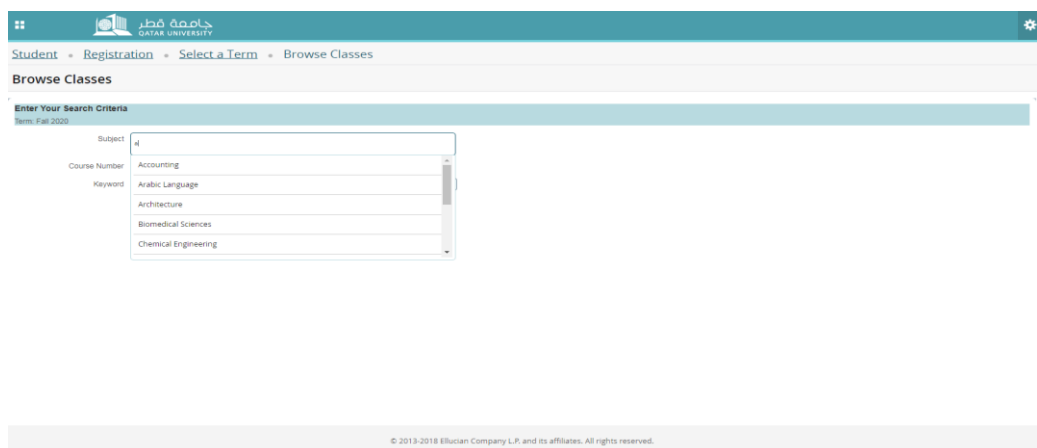 جامعة قطر
QATAR UNIVERSITY
Student • Registration • Select a Term • Browse Classes
Browse Classes
Enter Your Search Criteria
Term: Fall 2020
Subject
a
Course Number
Accounting
Keyword
Arabic Language
Architecture
Biomedical Sciences
Chemical Engineering
© 2013-2018 Ellucian Company L.P. and its affiliates. All rights reserved.